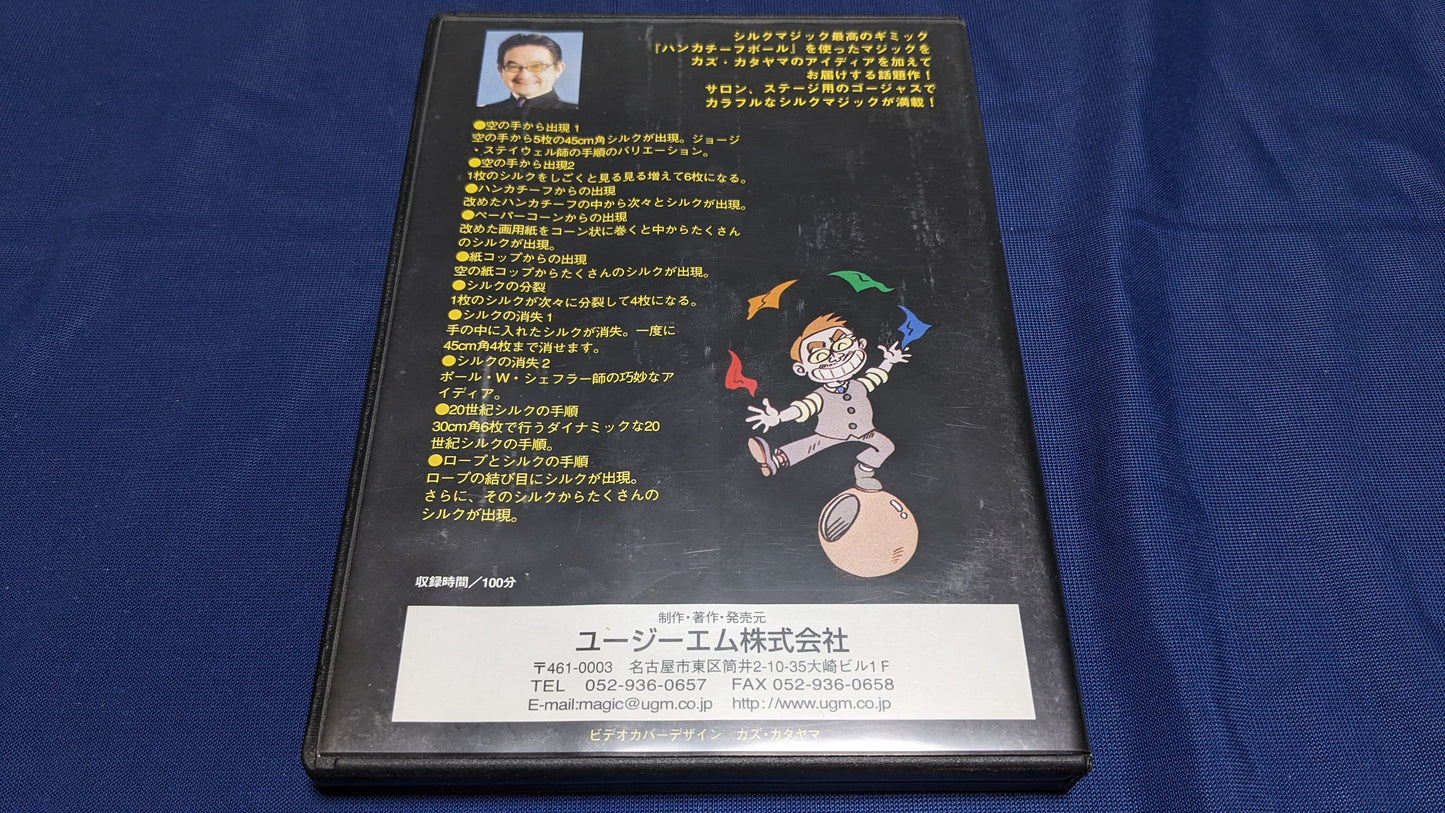 シルクマジック最高のギミック
『ハンカチーフボール』を使ったマジックを
カズ・カタヤマのアイディアを加えて
お届けする話題作！
サロン、ステージ用のゴージャスで
カラフルなシルクマジックが満載！
●空の手から出現1
空の手から5枚の45cm角シルクが出現。ジョージ
・ステイウェル師の手順のバリエーション。
●空の手から出現2
1枚のシルクをしごくと見る見る増えて6枚になる。
●ハンカチーフからの出現
改めたハンカチーフの中から次々とシルクが出現。
●ペーパーコーンからの出現
改めた画用紙をコーン状に巻くと中からたくさん
のシルクが出現。
●紙コップからの出現
空の紙コップからたくさんのシルクが出現。
●シルクの分裂
1枚のシルクが次々に分裂して4枚になる。
●シルクの消失1
手の中に入れたシルクが消失。一度に
45cm角4枚まで消せます。
●シルクの消失2
ポール・W・シェフラー師の巧妙なア
イディア。
●20世紀シルクの手順
30cm角6枚で行うダイナミックな20
世紀シルクの手順。
●ロープとシルクの手順
ロープの結び目にシルクが出現。
さらに、そのシルクからたくさんの
シルクが出現。
収録時間／100分
制作・著作・発売元
ユージーエム株式会社
〒461-0003 名古屋市東区筒井2-10-35大崎ビル1F
TEL 052-936-0657 FAX 052-936-0658
E-mail:magic@ugm.co.jp http://www.ugm.co.jp
ビデオカバーデザイン カズ・カタヤマ